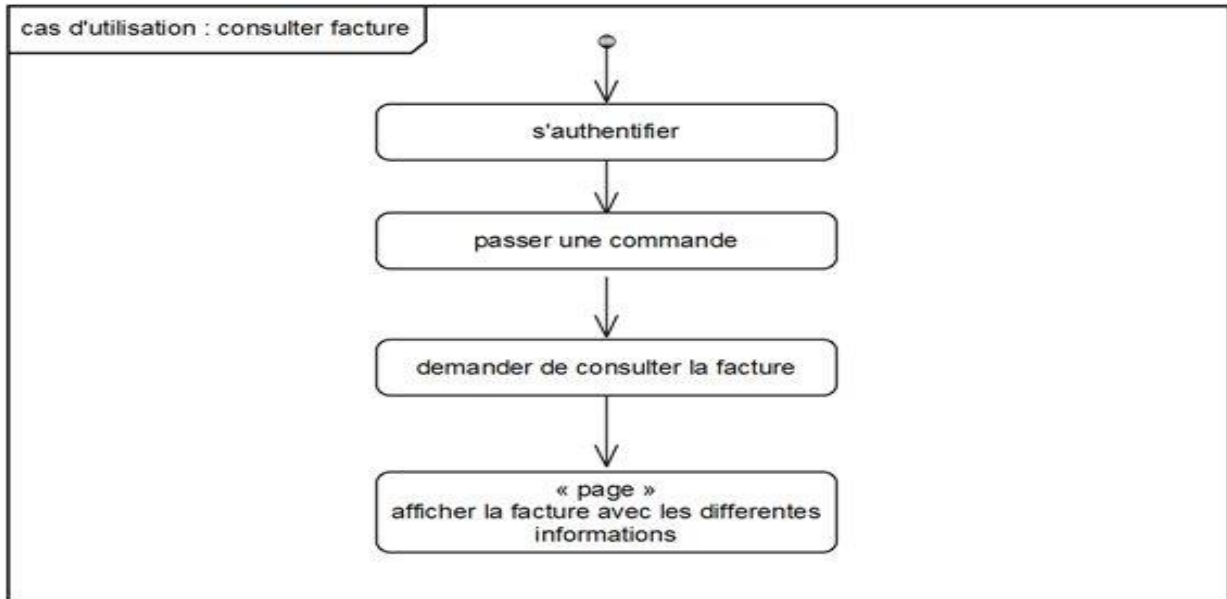 cas d'utilisation : consulter facture
s'authentifier
passer une commande
demander de consulter la facture
« page »
afficher la facture avec les differentes
informations